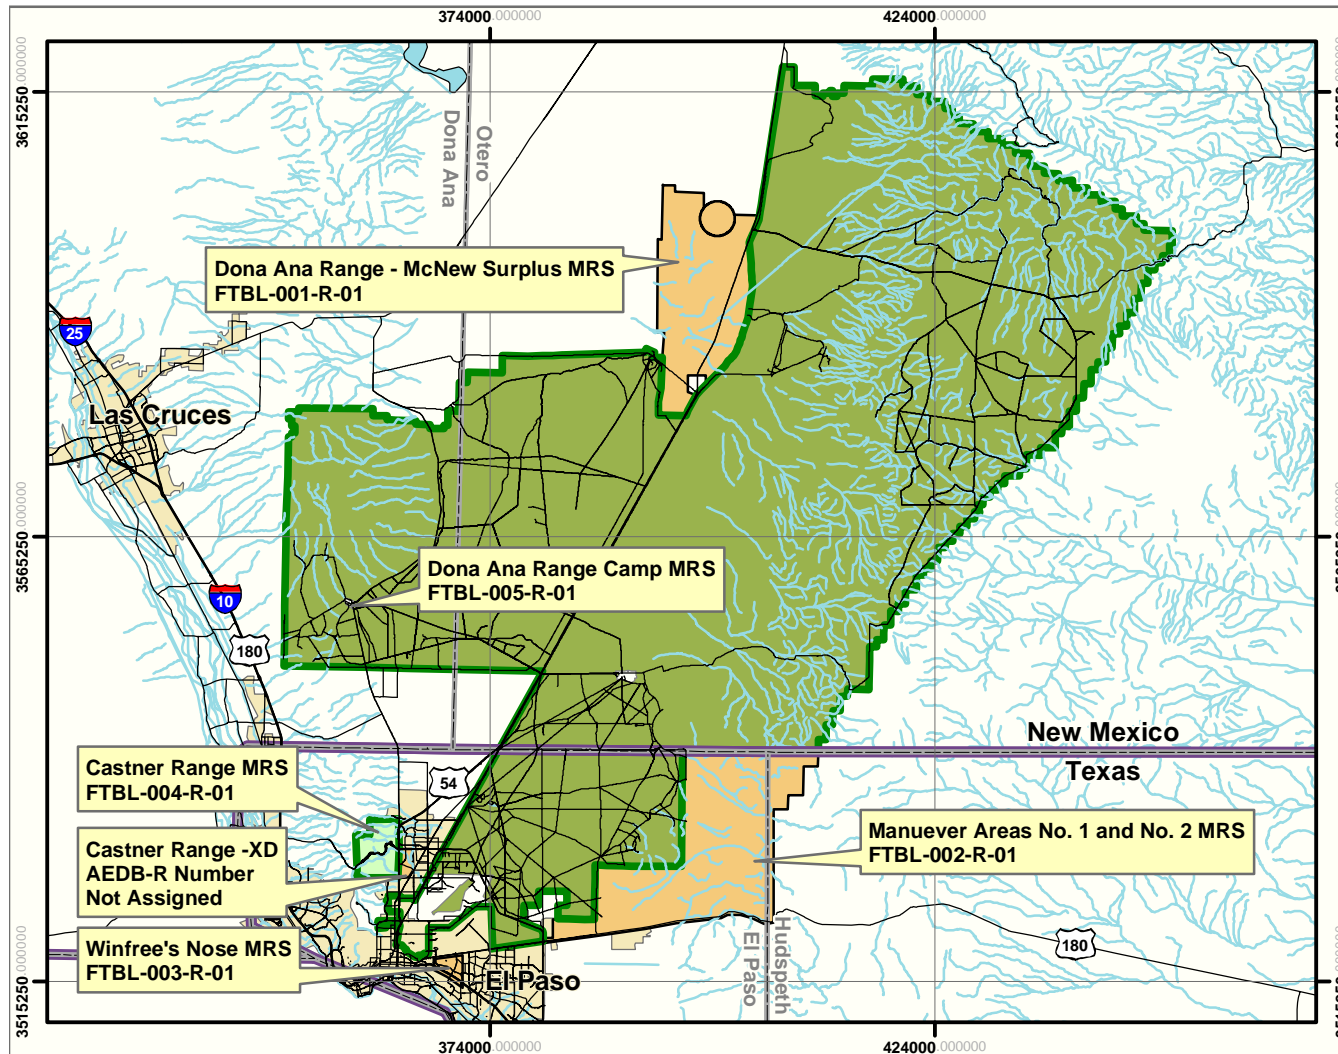 374000.000000
424000.000000
3615250.000000
Otero
Dona Ana
Dona Ana Range - McNew Surplus MRS
FTBL-001-R-01
25
Las Cruces
3565250.000000
Dona Ana Range Camp MRS
FTBL-005-R-01
10
180
New Mexico
Texas
Castner Range MRS
FTBL-004-R-01
54
Castner Range -XD
AEDB-R Number
Not Assigned
Manuever Areas No. 1 and No. 2 MRS
FTBL-002-R-01
Hudspeth
El Paso
180
Winfree's Nose MRS
FTBL-003-R-01
El Paso
3515250.000000
374000.000000
424000.000000